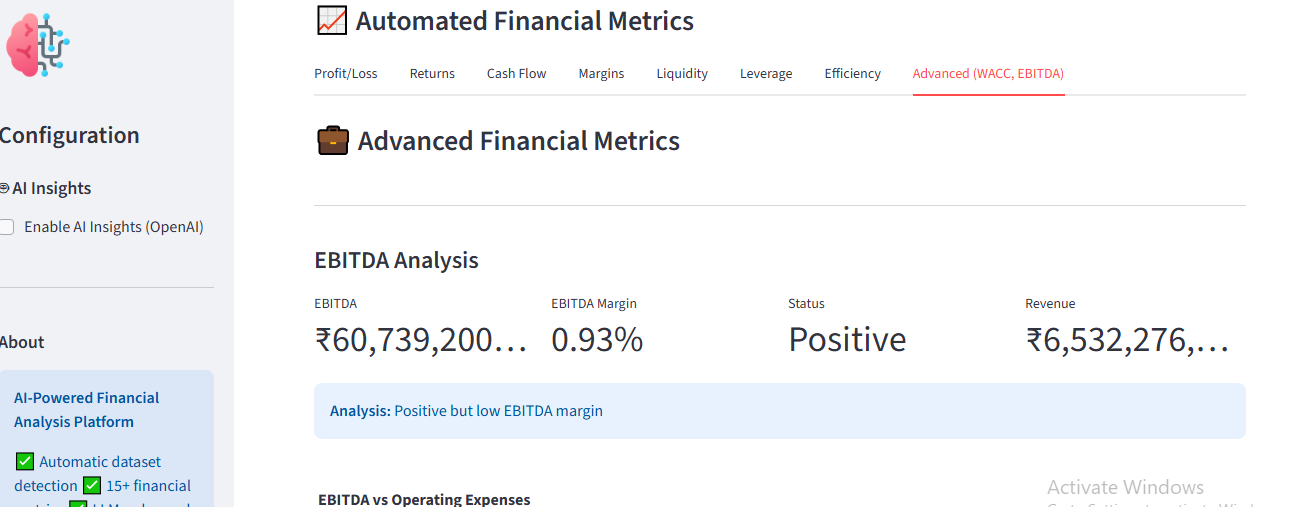 Automated Financial Metrics
Profit/Loss Returns Cash Flow Margins Liquidity Leverage Efficiency Advanced (WACC, EBITDA)
Advanced Financial Metrics
Configuration
AI Insights
Enable AI Insights (OpenAI)
EBITDA Analysis
EBITDA EBITDA Margin Status Revenue
₹60,739,200... 0.93% Positive ₹6,532,276,...
Analysis: Positive but low EBITDA margin
About
AI-Powered Financial
Analysis Platform
✅ Automatic dataset
detection ✅ 15+ financial
EBITDA vs Operating Expenses
Activate Windows